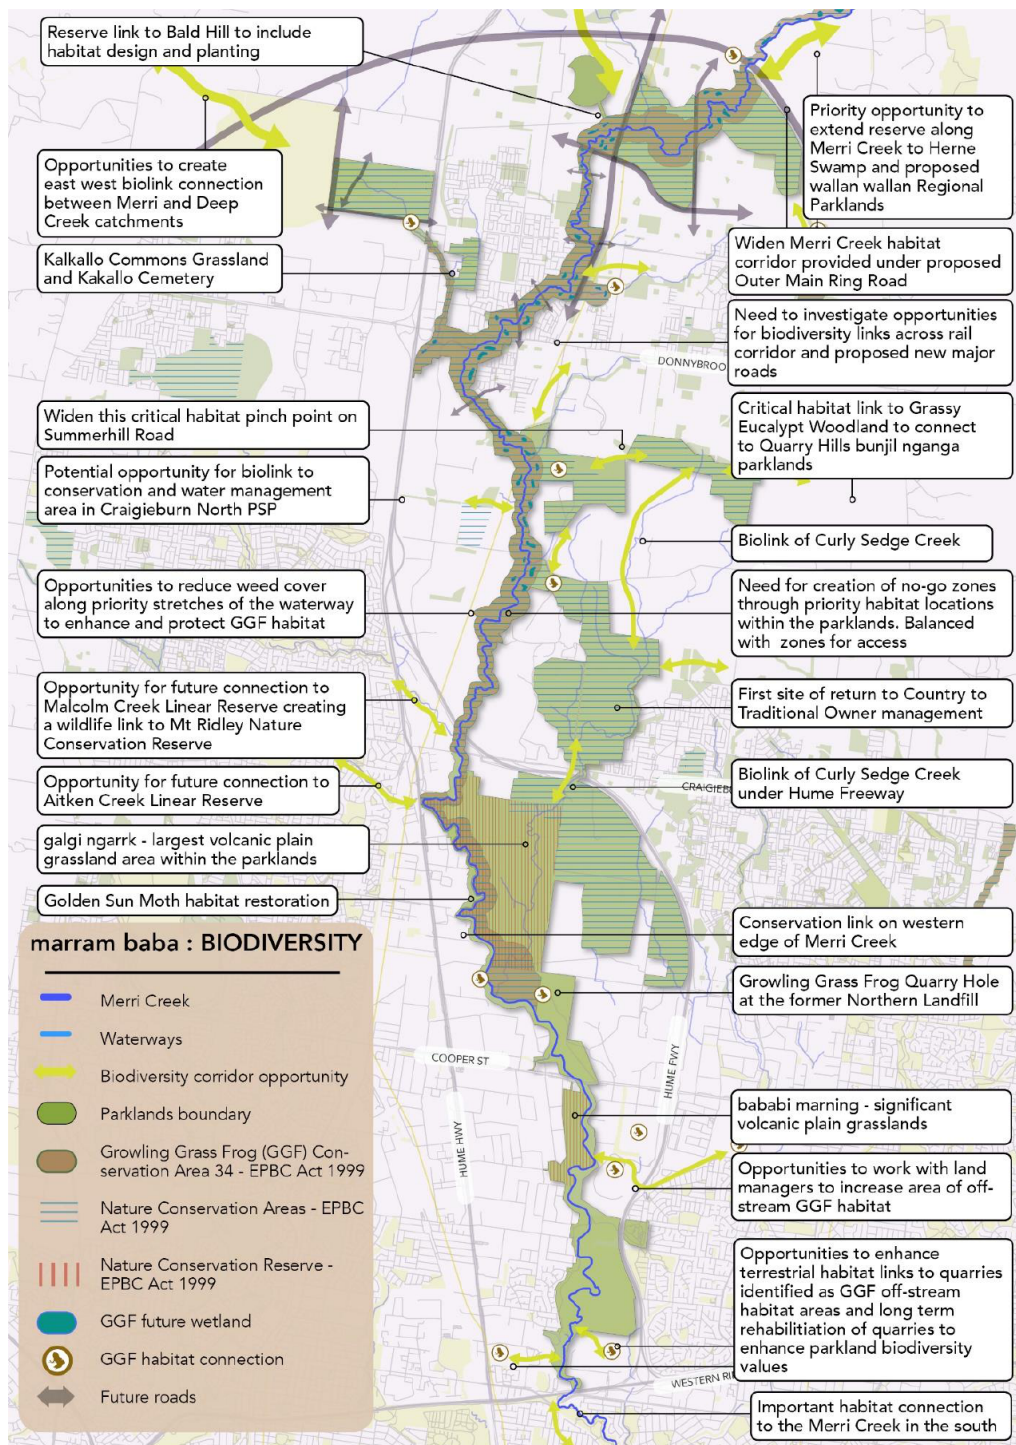 Reserve link to Bald Hill to include
habitat design and planting
Opportunities to create
east west biolink connection
between Merri and Deep
Creek catchments
Kalkallo Commons Grassland
and Kakallo Cemetery
Widen this critical habitat pinch point on
Summerhill Road
Potential opportunity for biolink to
conservation and water management
area in Craigieburn North PSP
Opportunities to reduce weed cover
along priority stretches of the waterway
to enhance and protect GGF habitat
Opportunity for future connection to
Malcolm Creek Linear Reserve creating
a wildlife link to Mt Ridley Nature
Conservation Reserve
Opportunity for future connection to
Aitken Creek Linear Reserve
galgi ngarrk - largest volcanic plain
grassland area within the parklands
Golden Sun Moth habitat restoration
Priority opportunity to
extend reserve along
Merri Creek to Herne
Swamp and proposed
wallan wallan Regional
Parklands
Widen Merri Creek habitat
corridor provided under proposed
Outer Main Ring Road
Need to investigate opportunities
for biodiversity links across rail
corridor and proposed new major
roads
DONNYBROO
Critical habitat link to Grassy
Eucalypt Woodland to connect
to Quarry Hills bunjil nganga
parklands
Biolink of Curly Sedge Creek
Need for creation of no-go zones
through priority habitat locations
within the parklands. Balanced
with zones for access
First site of return to Country to
Traditional Owner management
Biolink of Curly Sedge Creek
under Hume Freeway
CRAIGIEB
Conservation link on western
edge of Merri Creek
Growling Grass Frog Quarry Hole
at the former Northern Landfill
COOPER ST
HUME HWY
HUME FWY
bababi marning - significant
volcanic plain grasslands
Opportunities to work with land
managers to increase area of off-
stream GGF habitat
Opportunities to enhance
terrestrial habitat links to quarries
identified as GGF off-stream
habitat areas and long term
rehabilitiation of quarries to
enhance parkland biodiversity
values
WESTERN RI
Important habitat connection
to the Merri Creek in the south
marram baba : BIODIVERSITY
Merri Creek
Waterways
Biodiversity corridor opportunity
Parklands boundary
Growling Grass Frog (GGF) Con-
servation Area 34 - EPBC Act 1999
Nature Conservation Areas - EPBC
Act 1999
Nature Conservation Reserve -
EPBC Act 1999
GGF future wetland
GGF habitat connection
Future roads